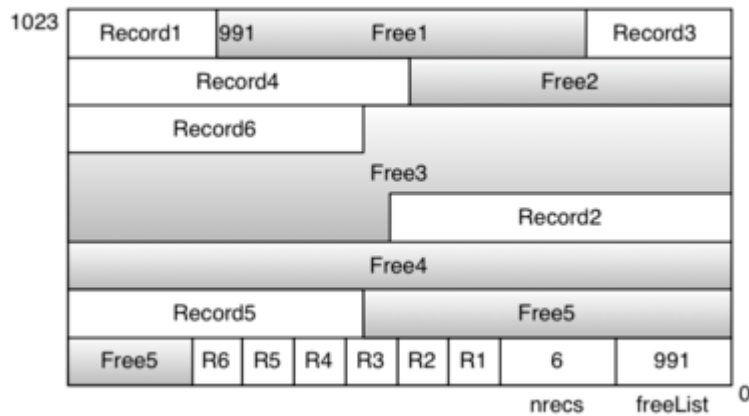 1023 Record1 991 Free1 Record3
Record4 Free2
Record6
Free3
Record2
Free4
Record5 Free5
Free5 R6 R5 R4 R3 R2 R1 6 991 0
nrecs freeList